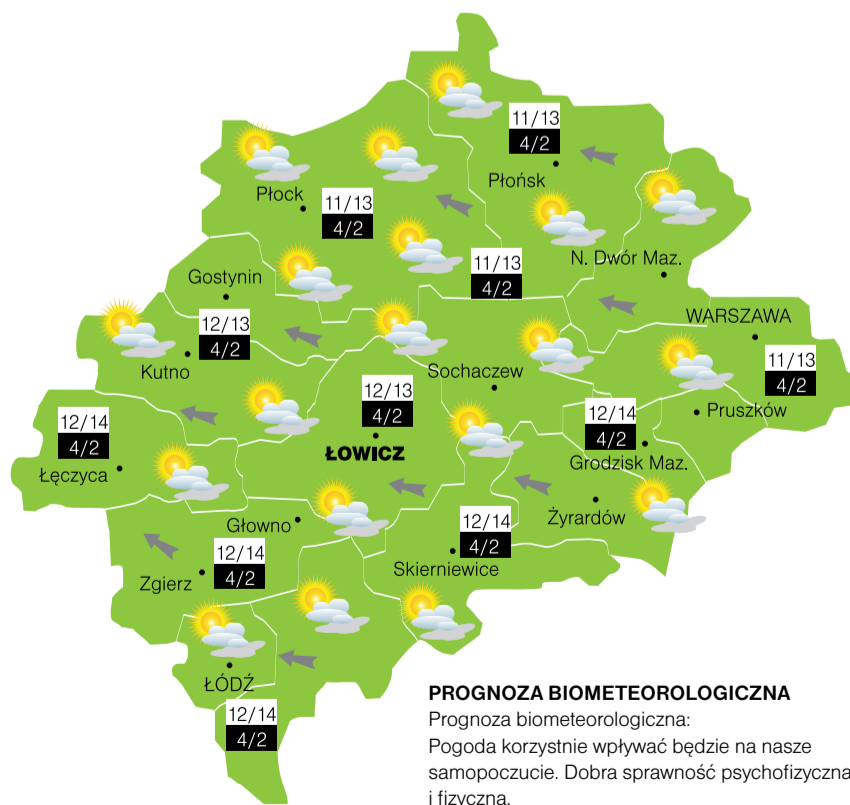 11/13
4/2
Płońsk
Płock
11/13
4/2
N. Dwór Maz.
11/13
4/2
Gostynin
12/13
4/2
Kutno
WARSZAWA
11/13
4/2
Sochaczew
12/13
4/2
ŁOWICZ
Pruszków
12/14
4/2
Grodzisk Maz.
12/14
4/2
Łęczyca
Żyrardów
Głowno
12/14
4/2
Skierniewice
12/14
4/2
Zgierz
ŁÓDŹ
12/14
4/2
PROGNOZA BIOMETEOROLOGICZNA
Prognoza biometeorologiczna:
Pogoda korzystnie wpływać będzie na nasze
samopoczucie. Dobra sprawność psychofizyczna
i fizyczna.